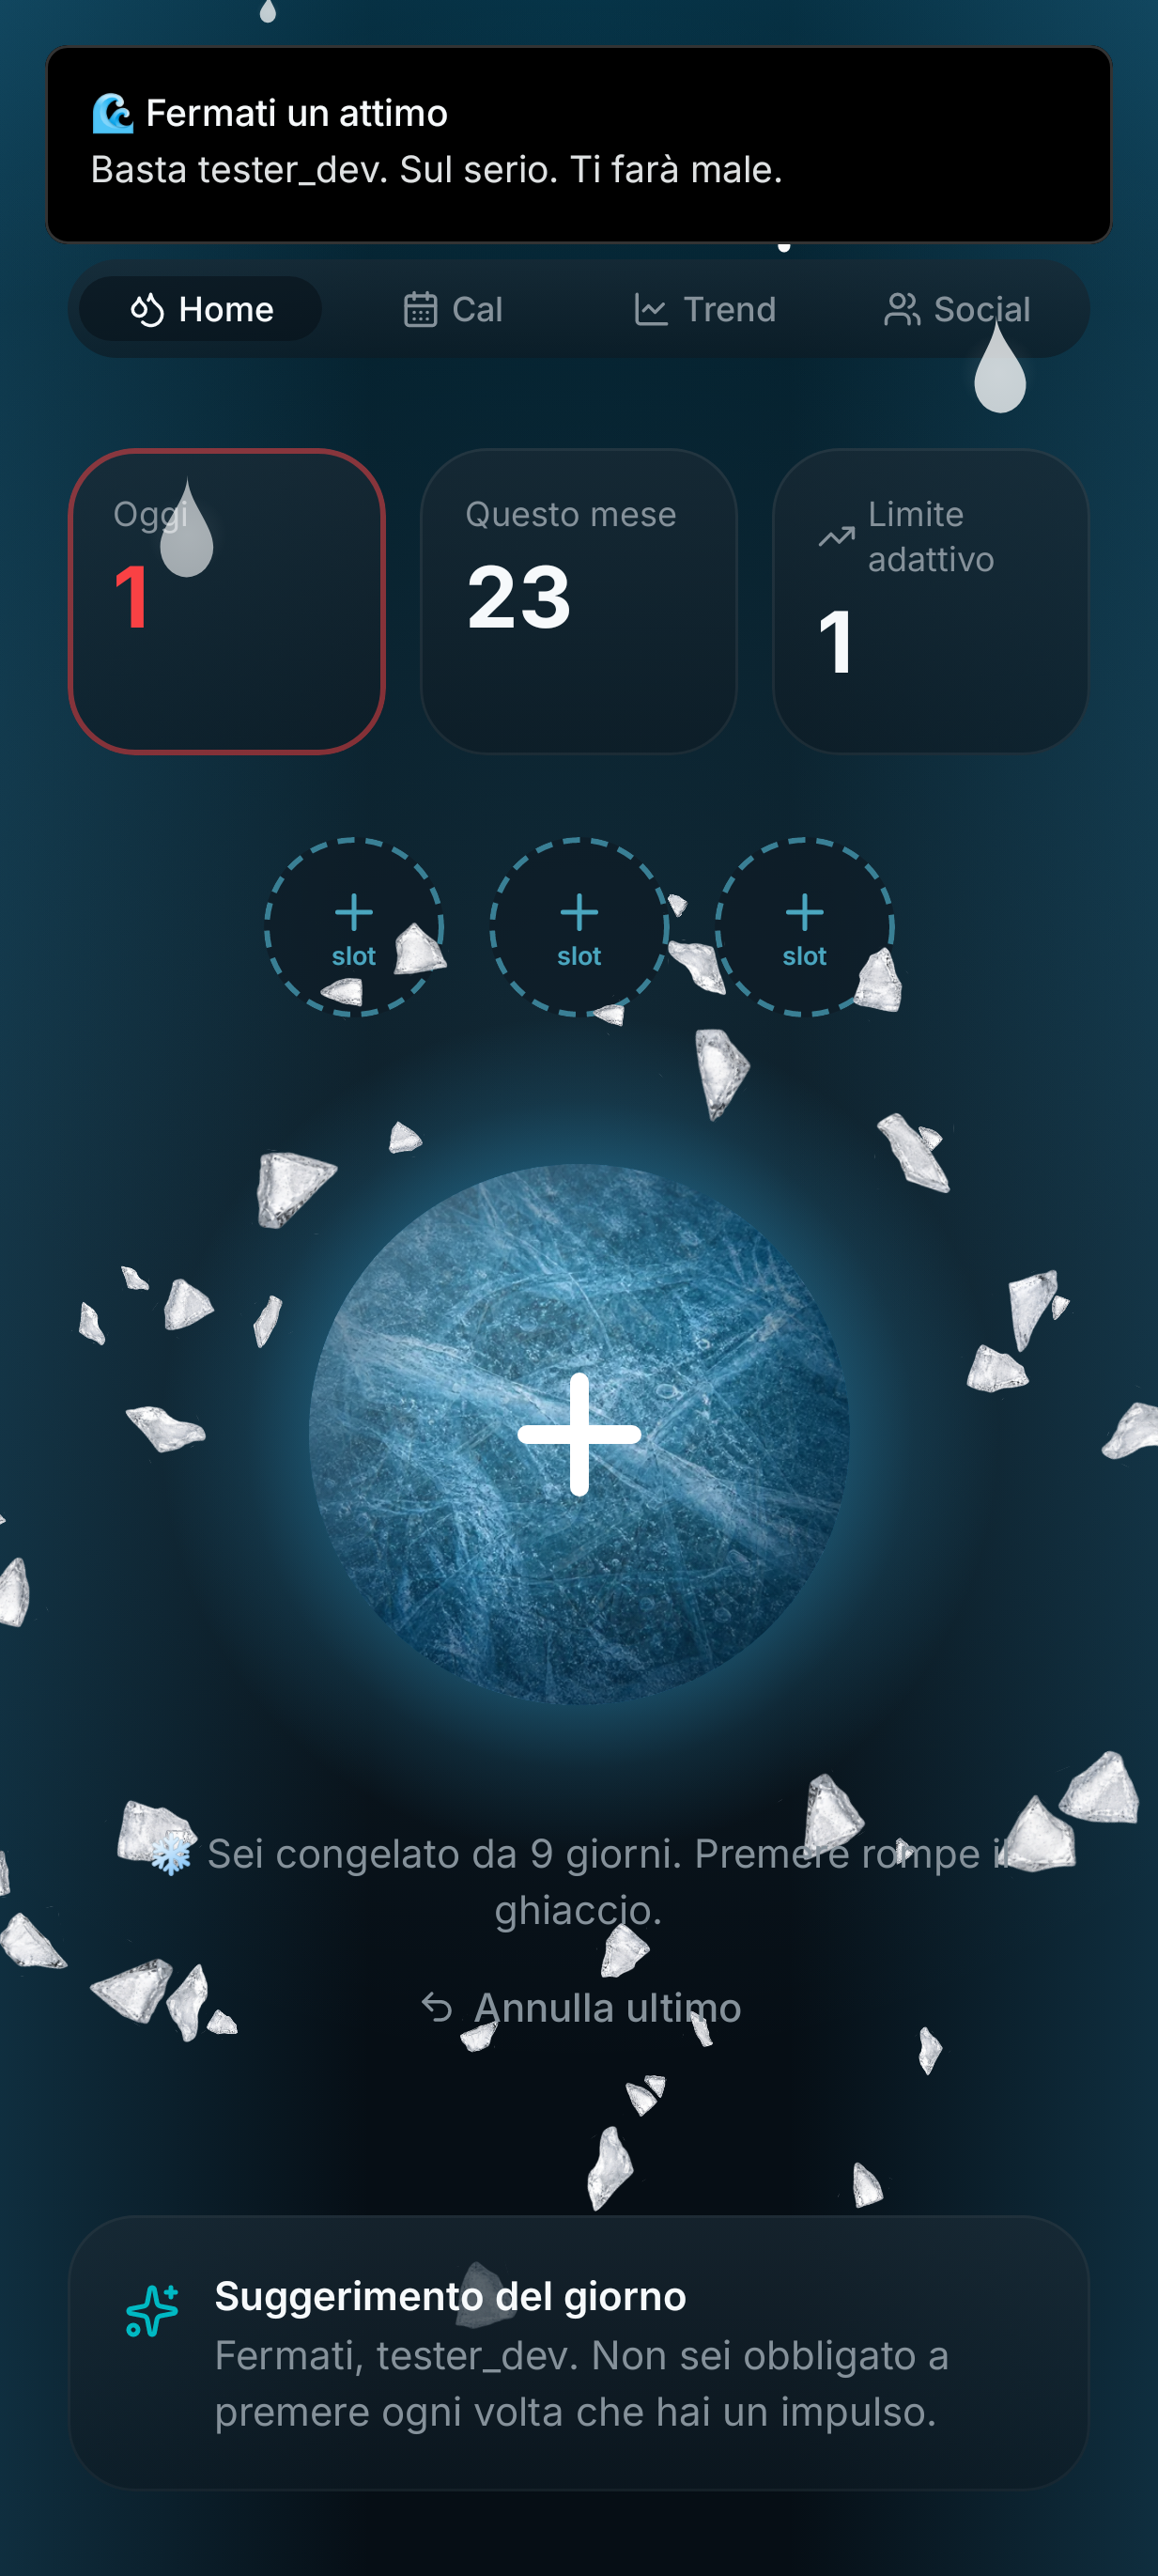 🌊 Fermati un attimo
Basta tester_dev. Sul serio. Ti farà male.
Home
Cal
Trend
Social
Oggi
1
Questo mese
23
Limite
adattivo
1
slot
slot
slot
❄️ Sei congelato da 9 giorni. Premere rompe il
ghiaccio.
Annulla ultimo
Suggerimento del giorno
Fermati, tester_dev. Non sei obbligato a
premere ogni volta che hai un impulso.